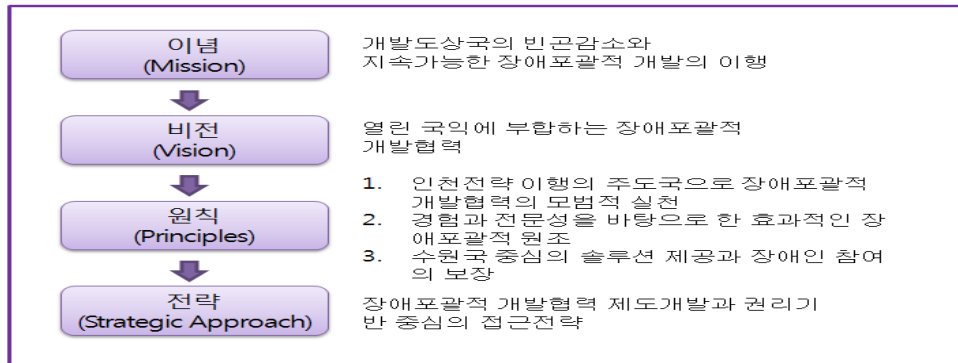 이념
(Mission)
개발도상국의 빈곤감소와
지속가능한 장애포괄적 개발의 이행
비전
(Vision)
열린 국익에 부합하는 장애포괄적
개발협력
원칙
(Principles)
1. 인천전략 이행의 주도국으로 장애포괄적
개발협력의 모범적 실천
2. 경험과 전문성을 바탕으로 한 효과적인 장
애포괄적 원조
3. 수원국 중심의 솔루션 제공과 장애인 참여
의 보장
전략
(Strategic Approach)
장애포괄적 개발협력 제도개발과 권리기
반 중심의 접근전략